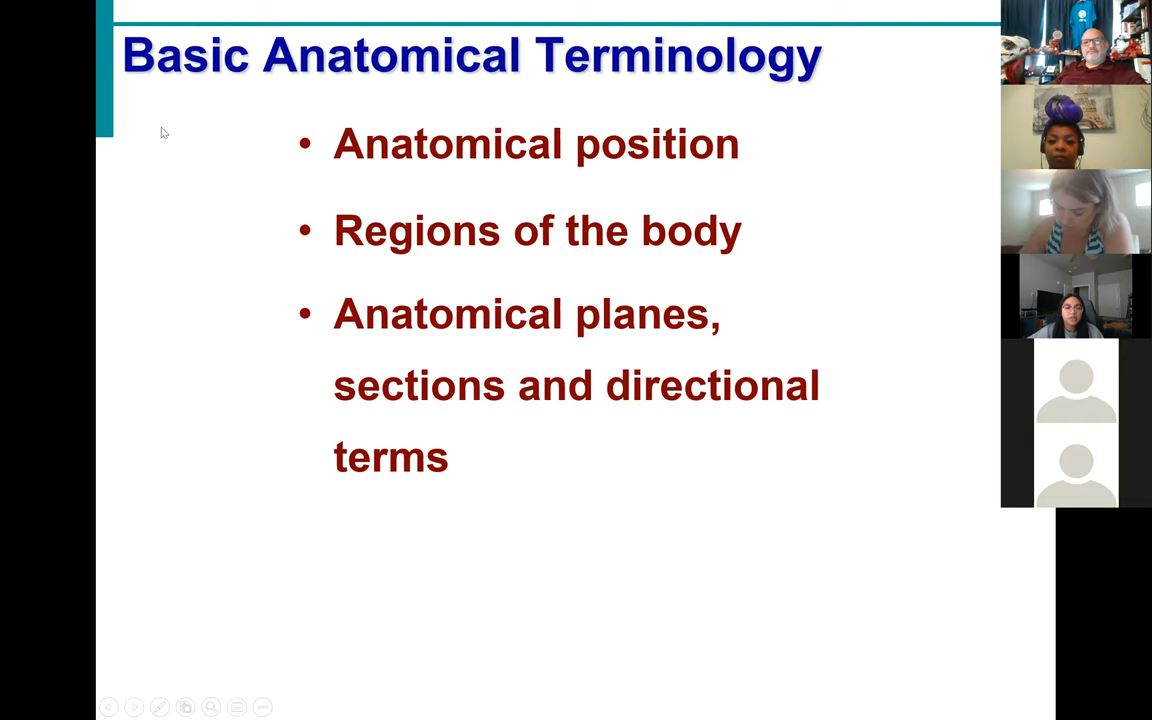 Basic Anatomical Terminology
• Anatomical position
• Regions of the body
• Anatomical planes,
sections and directional
terms